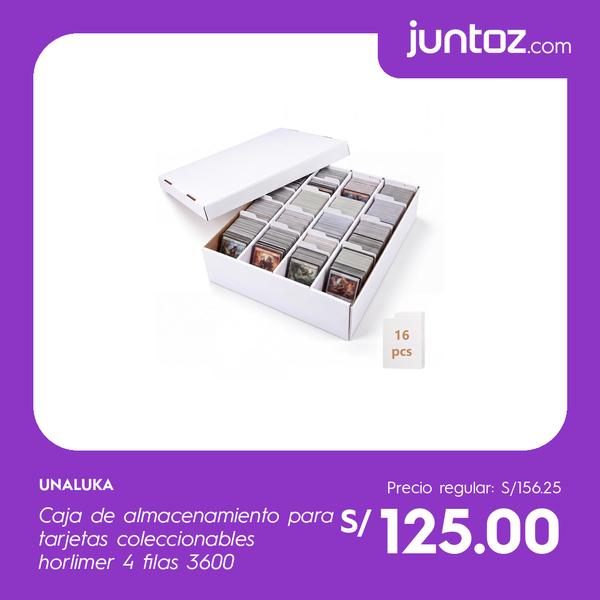 juntoz.com
16
pcs
UNALUKA
Caja de almacenamiento para
tarjetas coleccionables
horlimer 4 filas 3600
Precio regular: S/156.25
S/125.00